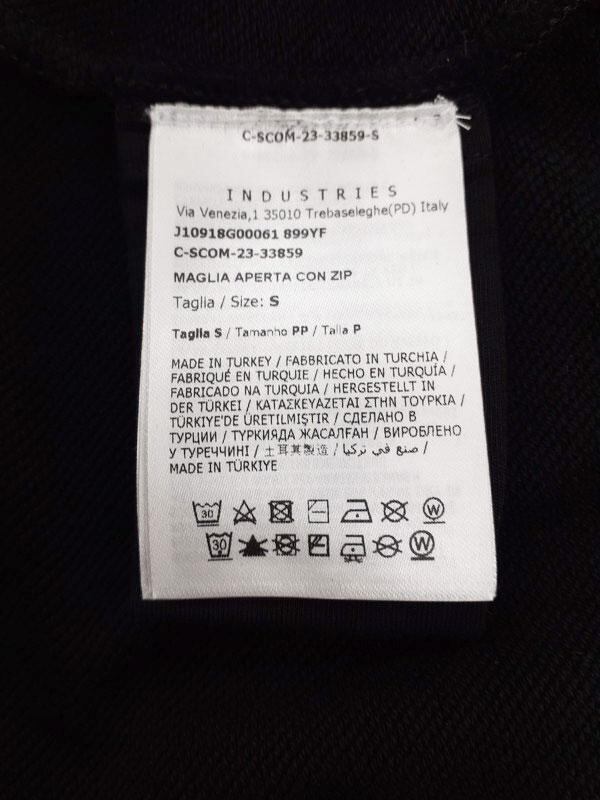 C-SCOM-23-33859-S
INDUSTRIES
Via Venezia,1 35010 Trebaseleghe(PD) Italy
J10918G00061 899YF
C-SCOM-23-33859
MAGLIA APERTA CON ZIP
Taglia / Size: S
Taglia S / Tamanho PP / Talla P
MADE IN TURKEY / FABBRICATO IN TURCHIA /
FABRIQUÉ EN TURQUIE / HECHO EN TURQUÍA /
FABRICADO NA TURQUIA / HERGESTELLT IN
DER TÜRKEI / ΚΑΤΑΣΚΕΥΑΖΕΤΑΙ ΣΤΗΝ ΤΟΥΡΚΙΑ /
TÜRKIYE'DE ÜRETILMIŞTIR / СДЕЛАНО В
ТУРЦИИ / ТУРКИЯДА ЖАСАЛҒАН / ВИРОБЛЕНО
У ТУРЕЧЧИНІ / 土耳其製造 / صنع في تركيا /
MADE IN TÜRKIYE
30 W
30 W